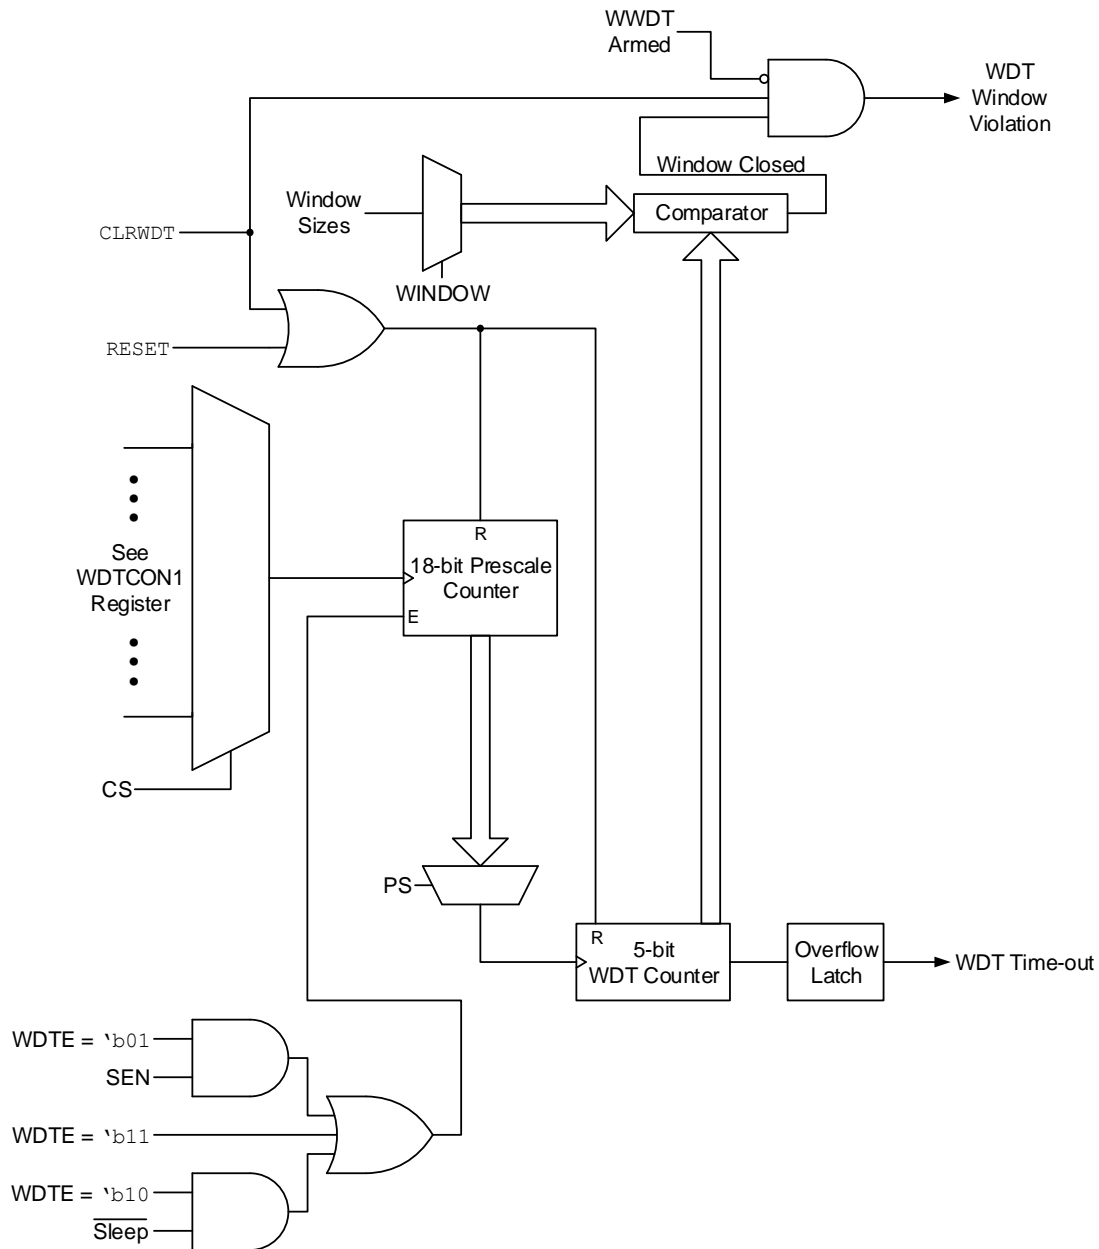 WWDT
Armed
WDT
Window
Violation
Window Closed
Window
Sizes
Comparator
CLRWDT
WINDOW
RESET
R
18-bit Prescale
Counter
E
See
WDTCON1
Register
CS
PS
R
5-bit
WDT Counter
Overflow
Latch
WDT Time-out
WDTE = ‘b01
SEN
WDTE = ‘b11
WDTE = ‘b10
Sleep